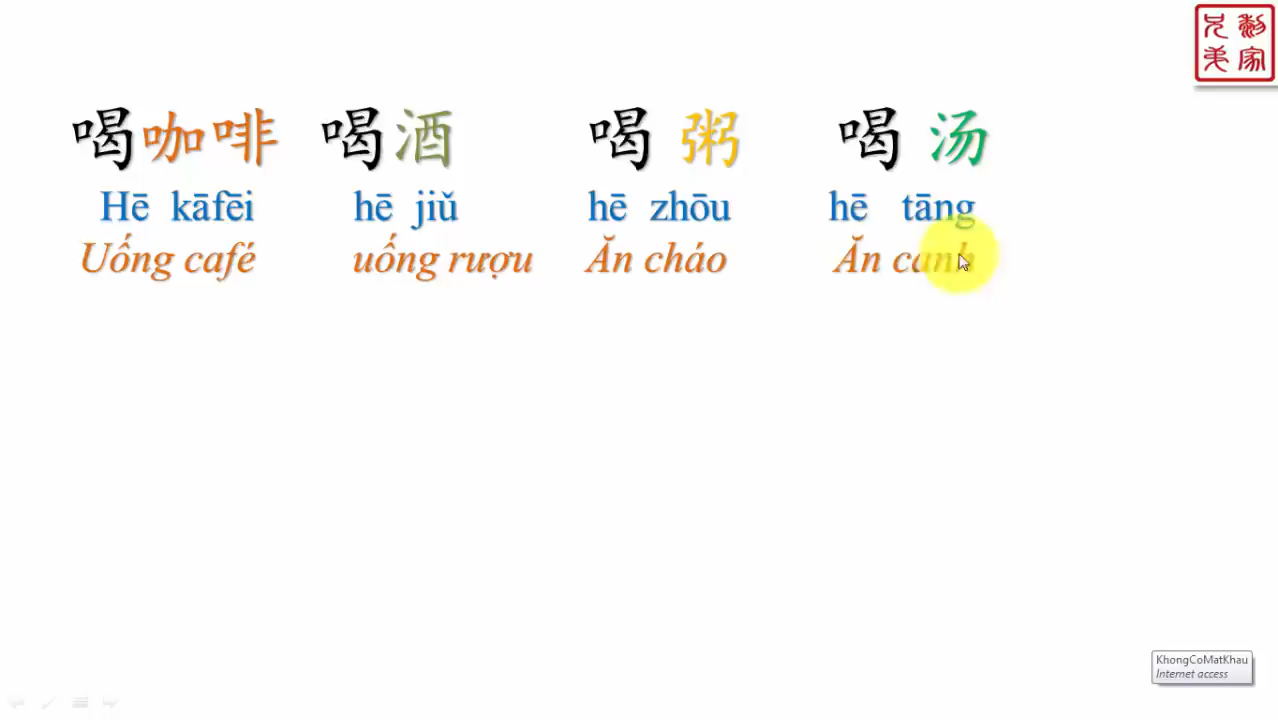 喝咖啡 喝酒 喝 粥 喝 汤
Hē kāfēi hē jiǔ hē zhōu hē tāng
Uống café uống rượu Ăn cháo Ăn canh
KhongCoMatKhau
Internet access